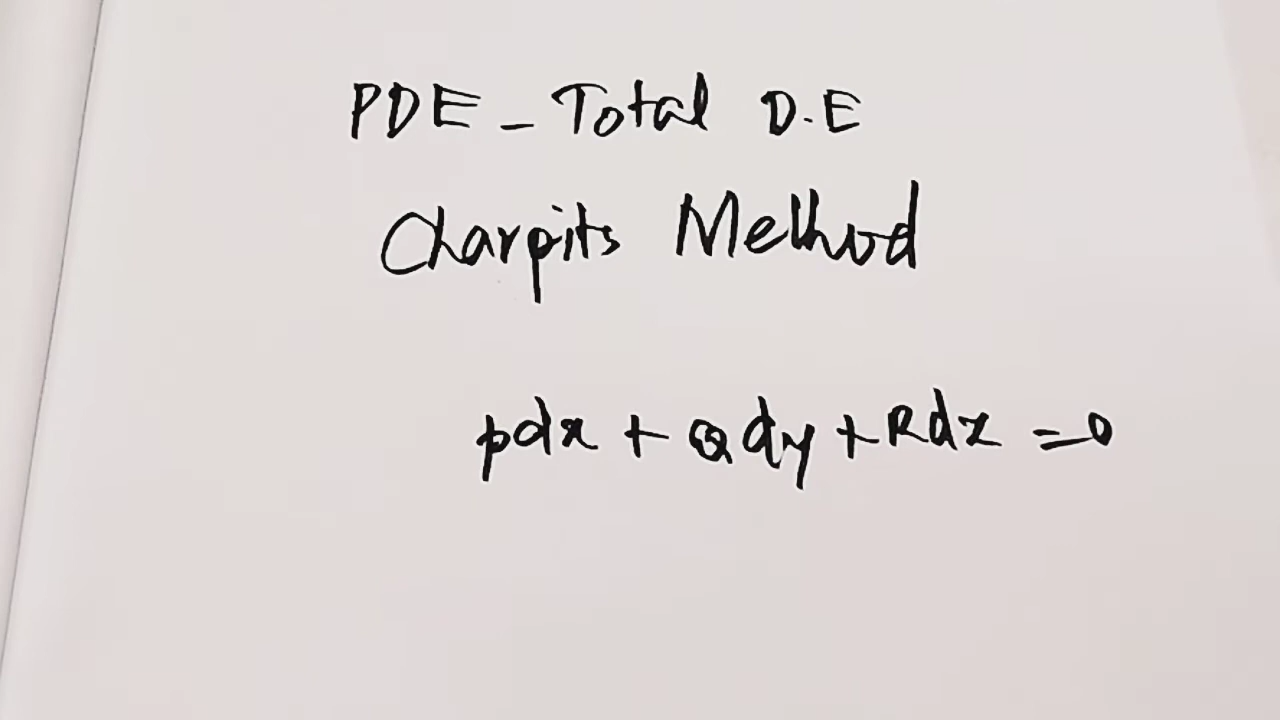 PDE - Total D.E
Charpits Method
pdx + Qdy + Rdz = 0